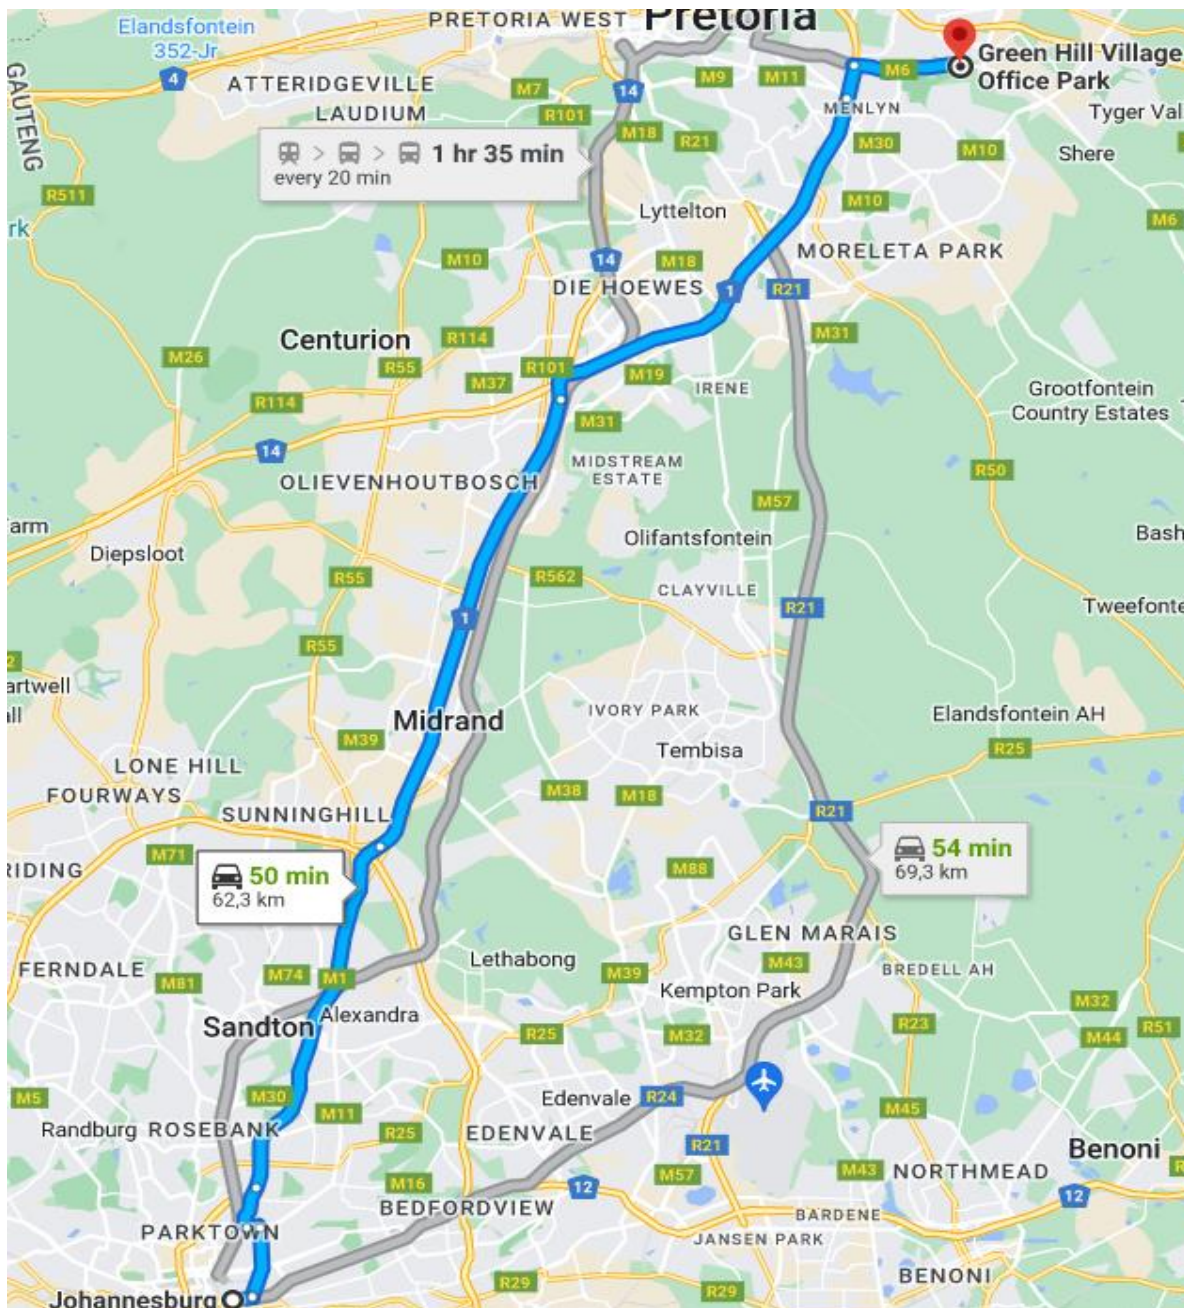 Elandsfontein
352-Jr
PRETORIA WEST
Pretoria
Green Hill Village
Office Park
M6
4
ATTERIDGEVILLE
M7
14
M9
M11
GAUTENG
LAUDIUM
R101
MENLYN
Tyger Val
M18
R21
M30
M10
Shere
1 hr 35 min
every 20 min
R511
Lyttelton
M10
M6
rk
M10
14
M18
MORELETA PARK
DIE HOEWES
1
R21
Centurion
R114
M31
M26
R55
R101
M37
M19
IRENE
Grootfontein
Country Estates
R114
M31
14
MIDSTREAM
ESTATE
R50
OLIEVENHOUTBOSCH
M57
arm
Diepsloot
Olifantsfontein
Bash
R55
R562
CLAYVILLE
R21
Tweefonte
1
R55
2
artwell
all
Midrand
IVORY PARK
Elandsfontein AH
M39
Tembisa
R25
LONE HILL
FOURWAYS
M38
M18
SUNNINGHILL
R21
M71
RIDING
50 min
62,3 km
M88
54 min
69,3 km
GLEN MARAIS
FERNDALE
M74
M1
Lethabong
M39
M43
BREDELL AH
M81
Kempton Park
M32
Sandton
Alexandra
R25
M32
R23
M44
R51
M5
M30
M11
Edenvale
R24
M45
Randburg
ROSEBANK
R25
EDENVALE
R21
Benoni
M16
12
M57
M43
NORTHMEAD
R
PARKTOWN
BEDFORDVIEW
BARDENE
12
JANSEN PARK
BENONI
R29
R29
Johannesburg